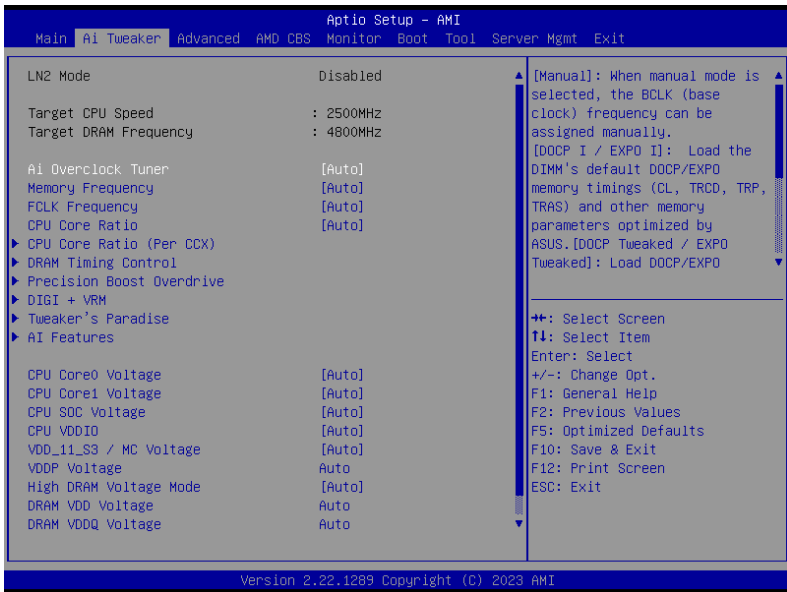 Aptio Setup - AMI
Main Ai Tweaker Advanced AMD CBS Monitor Boot Tool Server Mgmt Exit
LN2 Mode Disabled
Target CPU Speed : 2500MHz
Target DRAM Frequency : 4800MHz
Ai Overclock Tuner [Auto]
Memory Frequency [Auto]
FCLK Frequency [Auto]
CPU Core Ratio [Auto]
CPU Core Ratio (Per CCX)
DRAM Timing Control
Precision Boost Overdrive
DIGI + VRM
Tweaker's Paradise
AI Features
CPU Core0 Voltage [Auto]
CPU Core1 Voltage [Auto]
CPU SOC Voltage [Auto]
CPU VDDIO [Auto]
VDD_11_S3 / MC Voltage [Auto]
VDDP Voltage Auto
High DRAM Voltage Mode [Auto]
DRAM VDD Voltage Auto
DRAM VDDQ Voltage Auto
[Manual]: When manual mode is
selected, the BCLK (base
clock) frequency can be
assigned manually.
[DOCP I / EXPO I]: Load the
DIMM's default DOCP/EXPO
memory timings (CL, TRCD, TRP,
TRAS) and other memory
parameters optimized by
ASUS.[DOCP Tweaked / EXPO
Tweaked]: Load DOCP/EXPO
→←: Select Screen
↑↓: Select Item
Enter: Select
+/-: Change Opt.
F1: General Help
F2: Previous Values
F5: Optimized Defaults
F10: Save & Exit
F12: Print Screen
ESC: Exit
Version 2.22.1289 Copyright (C) 2023 AMI